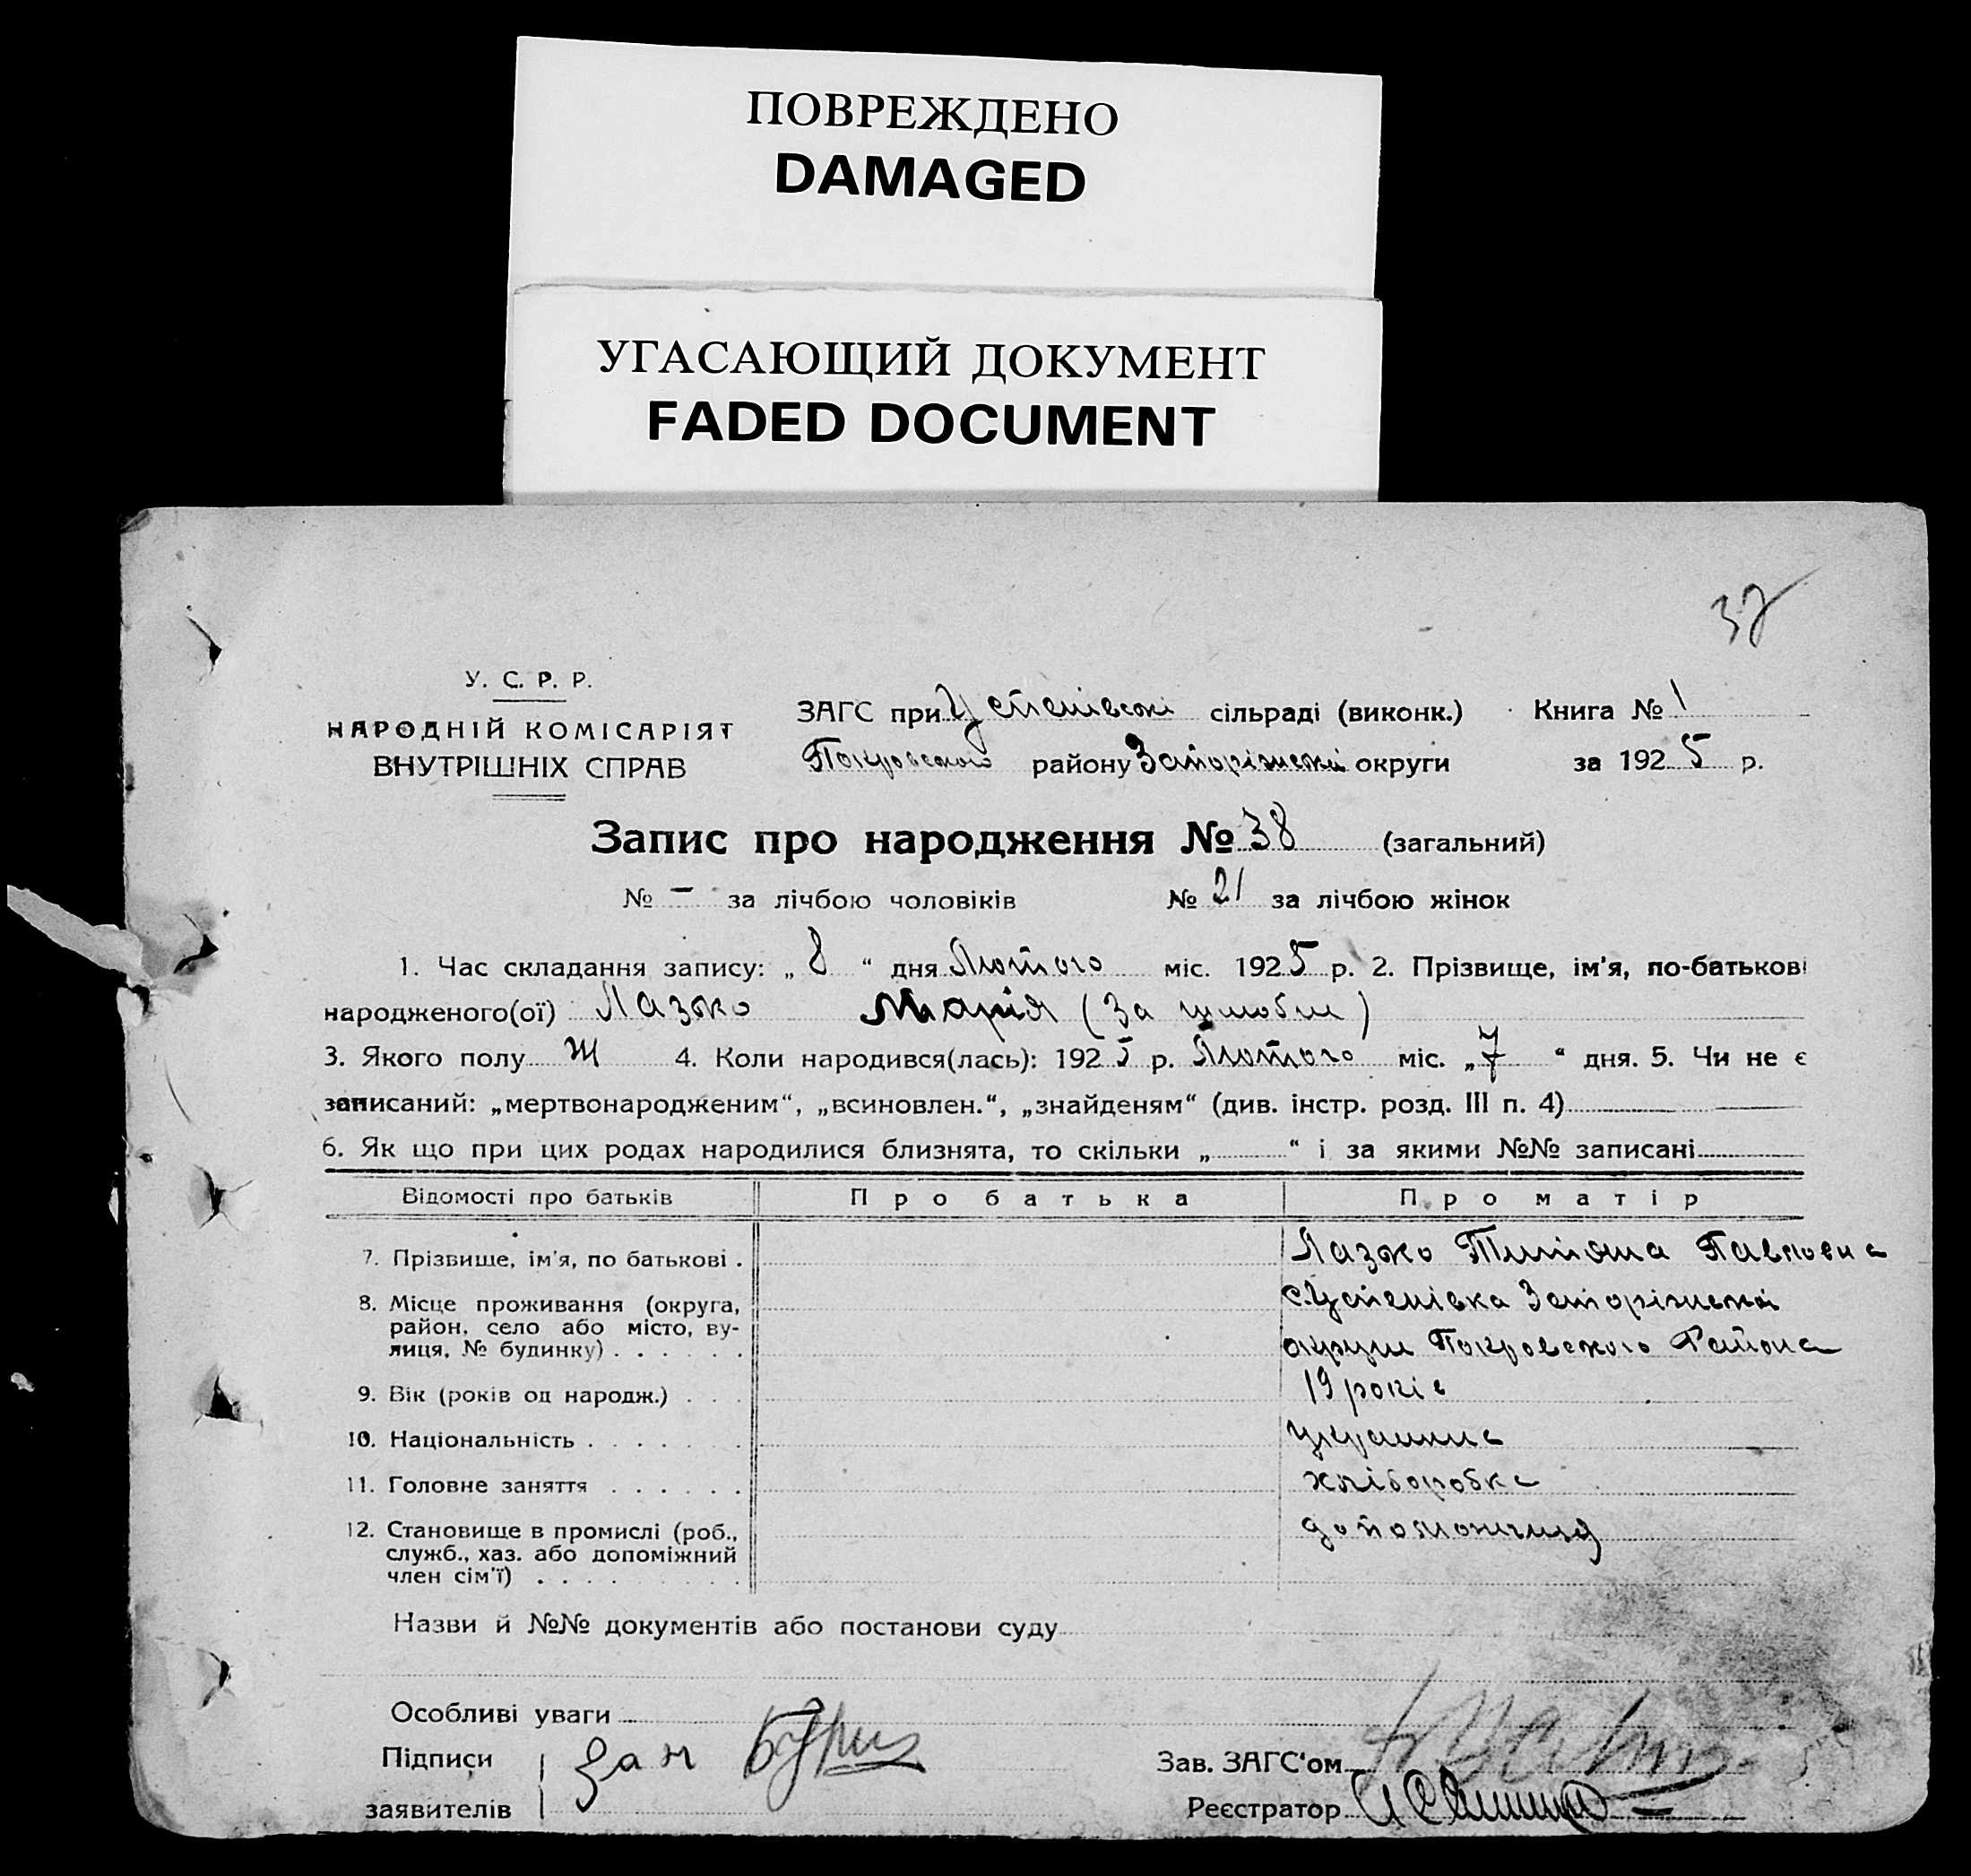 ПОВРЕЖДЕНО
DAMAGED
УГАСАЮЩИЙ ДОКУМЕНТ
FADED DOCUMENT
37
У. С. Р. Р.
НАРОДНІЙ КОМІСАРІЯТ
ВНУТРІШНІХ СПРАВ
ЗАГС при Успенівські сільраді (виконк.) Книга № 1
Покровського району Запоріжської округи за 1925 р.
Запис про народження № 38 (загальний)
№ – за лічбою чоловіків № 21 за лічбою жінок
1. Час складання запису: „ 8 “ дня Лютого міс. 1925 р. 2. Прізвище, ім'я, по-батькові
народженого(ої) Лазько Марія (За
3. Якого полу Ж 4. Коли народився(лась): 1925 р. Лютого міс. „ 7 “ дня. 5. Чи не є
записаний: „мертвонародженим“, „всиновлен.“, „знайденям“ (див. інстр. розд. III п. 4)
6. Як що при цих родах народилися близнята, то скільки „ “ і за якими №№ записані
Відомості про батьків Про батька Про матір
7. Прізвище, ім'я, по батькові . Лазько Павловна
8. Місце проживання (округа, район, село або місто, вулиця, № будинку) . . . . . . с. Успенівка
округи Покровського Района
9. Вік (років од народж.) . . . 19 років
10. Національність . . . . . . . українка
11. Головне заняття . . . . . . хліборобка
12. Становище в промислі (роб., служб., хаз. або допоміжний член сім'ї) . . . . . . . . .
Назви й №№ документів або постанови суду
Особливі уваги
Підписи
заявителів
Зав. ЗАГС'ом
Реєстратор